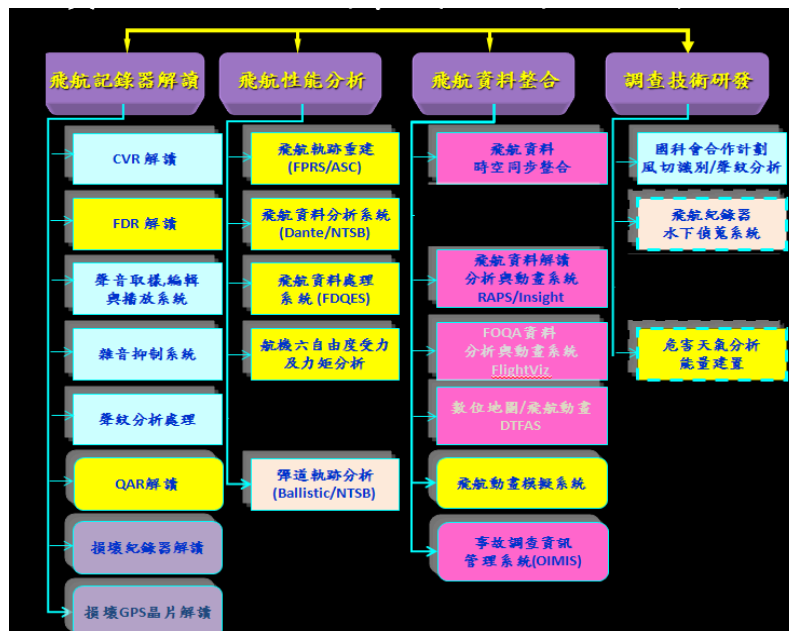 飛航記錄器解讀
飛航性能分析
飛航資料整合
調查技術研發
CVR 解讀
FDR 解讀
聲音取樣,編輯
與播放系統
雜音抑制系統
聲紋分析處理
QAR解讀
損壞紀錄器解讀
損壞GPS晶片解讀
飛航軌跡重建
(FPRS/ASC)
飛航資料分析系統
(Dante/NTSB)
飛航資料處理
系統 (FDQES)
航機六自由度受力
及力矩分析
彈道軌跡分析
(Ballistic/NTSB)
飛航資料
時空同步整合
飛航資料解讀
分析與動畫系統
RAPS/Insight
FOQA資料
分析與動畫系統
FlightViz
數位地圖/飛航動畫
DTFAS
飛航動畫模擬系統
事故調查資訊
管理系統(OIMIS)
國科會合作計劃
風切識別/聲紋分析
飛航紀錄器
水下偵蒐系統
危害天氣分析
能量建置